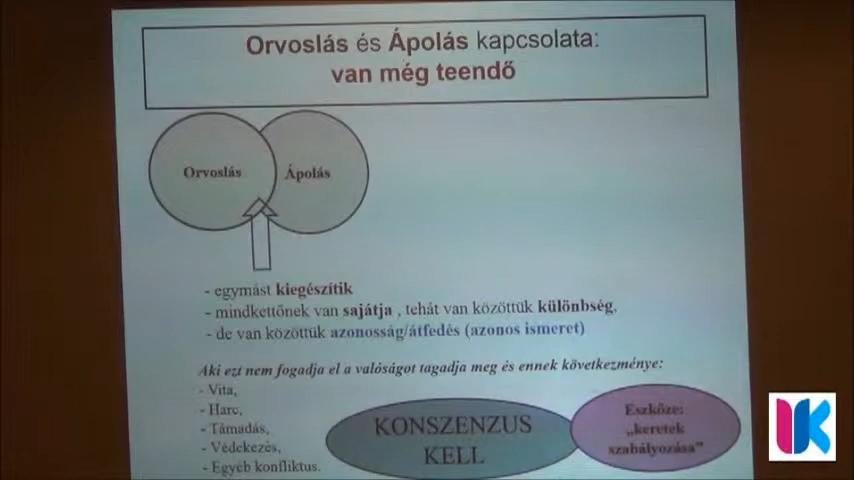 Orvoslás és Ápolás kapcsolata:
van még teendő
Orvoslás
Ápolás
- egymást kiegészítik
- mindkettőnek van sajátja , tehát van közöttük különbség.
- de van közöttük azonosság/átfedés (azonos ismeret)
Aki ezt nem fogadja el a valóságot tagadja meg és ennek következménye:
- Vita,
- Harc,
- Támadás,
- Védekezés,
- Egyéb konfliktus.
KONSZENZUS
KELL
Eszköze:
„keretek
szabályozása”